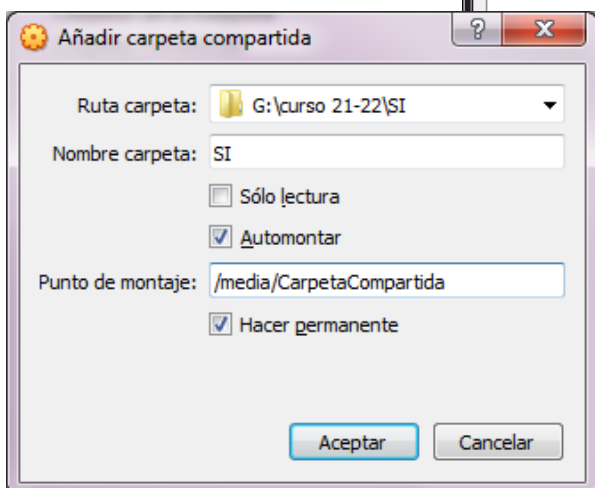 Añadir carpeta compartida
Ruta carpeta: G:\curso 21-22\SI
Nombre carpeta: SI
Sólo lectura
Automontar
Punto de montaje: /media/CarpetaCompartida
Hacer permanente
Aceptar Cancelar